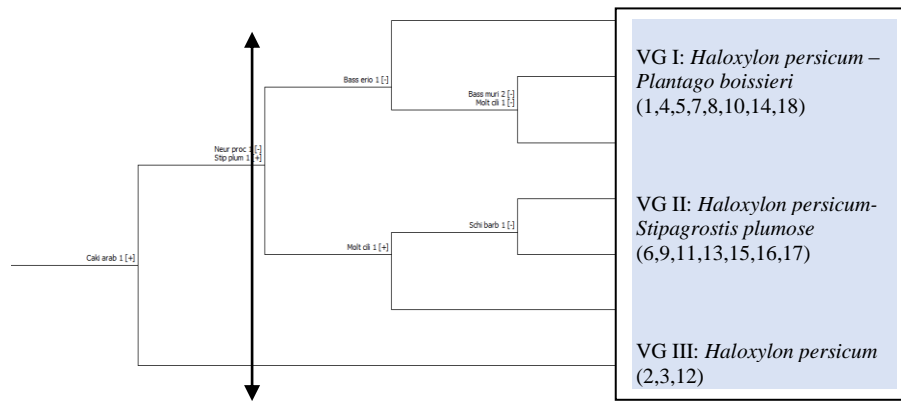 VG I: Haloxylon persicum –
Plantago boissieri
(1,4,5,7,8,10,14,18)
Bass erio 1 [-]
Bass muri 2 [-]
Molt cili 1 [-]
Neur proc 1 [-]
Stip plum 1 [+]
VG II: Haloxylon persicum-
Stipagrostis plumose
(6,9,11,13,15,16,17)
Schi barb 1 [-]
Molt cili 1 [+]
Caki arab 1 [+]
VG III: Haloxylon persicum
(2,3,12)